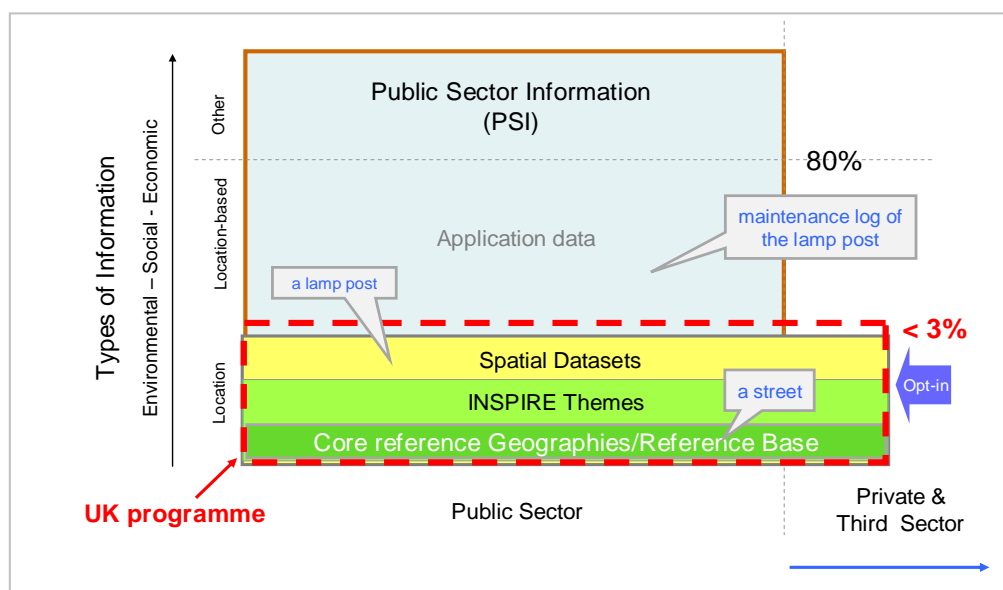 Public Sector Information
(PSI)
Other
80%
Types of Information
Environmental – Social - Economic
Location-based
maintenance log of
the lamp post
Application data
a lamp post
< 3%
Spatial Datasets
Opt-in
a street
INSPIRE Themes
Location
Core reference Geographies/Reference Base
UK programme
Public Sector
Private &
Third Sector